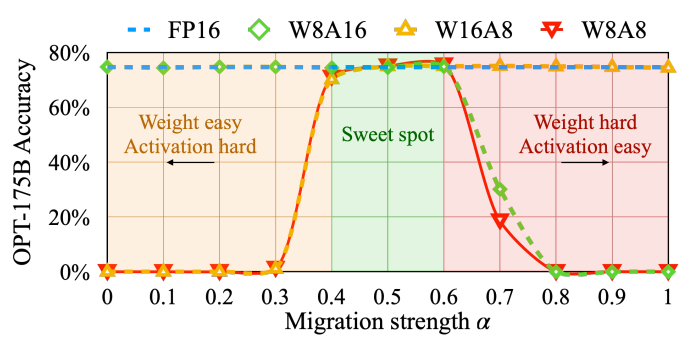 FP16 W8A16 W16A8 W8A8
80%
60%
40%
20%
0%
OPT-175B Accuracy
Weight easy
Activation hard
Sweet spot
Weight hard
Activation easy
0 0.1 0.2 0.3 0.4 0.5 0.6 0.7 0.8 0.9 1
Migration strength α